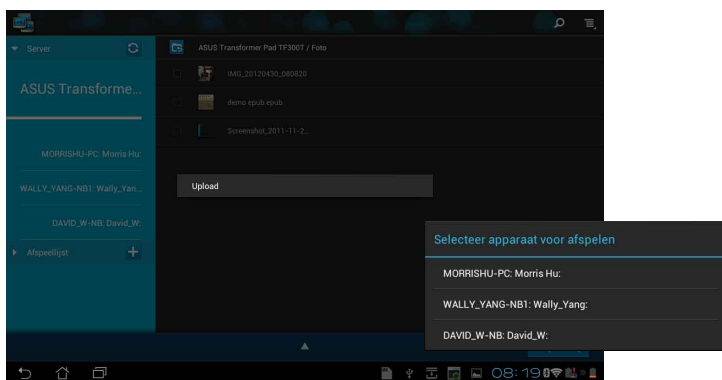 Server
ASUS Transformer Pad TF300T / Foto
ASUS Transforme...
IMG_20120430_080820
demo epub epub
Screenshot_2011-11-2...
MORRISHU-PC: Morris Hu:
WALLY_YANG-NB1: Wally_Yan...
DAVID_W-NB: David_W:
Afspeellijst
Upload
Selecteer apparaat voor afspelen
MORRISHU-PC: Morris Hu:
WALLY_YANG-NB1: Wally_Yang:
DAVID_W-NB: David_W:
08:19